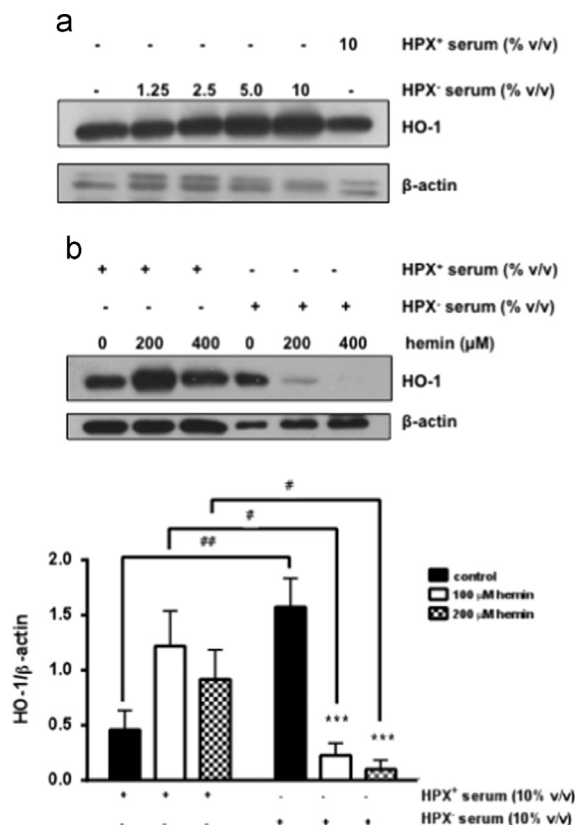 a
- - - - - 10 HPX⁺ serum (% v/v)
- 1.25 2.5 5.0 10 - HPX⁻ serum (% v/v)
HO-1
β-actin
b
+ + + - - - HPX⁺ serum (% v/v)
- - - + + + HPX⁻ serum (% v/v)
0 200 400 0 200 400 hemin (µM)
HO-1
β-actin
#
#
##
2.0
1.5
1.0
0.5
0.0
HO-1/β-actin
control
100 µM hemin
200 µM hemin
*** ***
+ + + - - - HPX⁺ serum (10% v/v)
- - - + + + HPX⁻ serum (10% v/v)